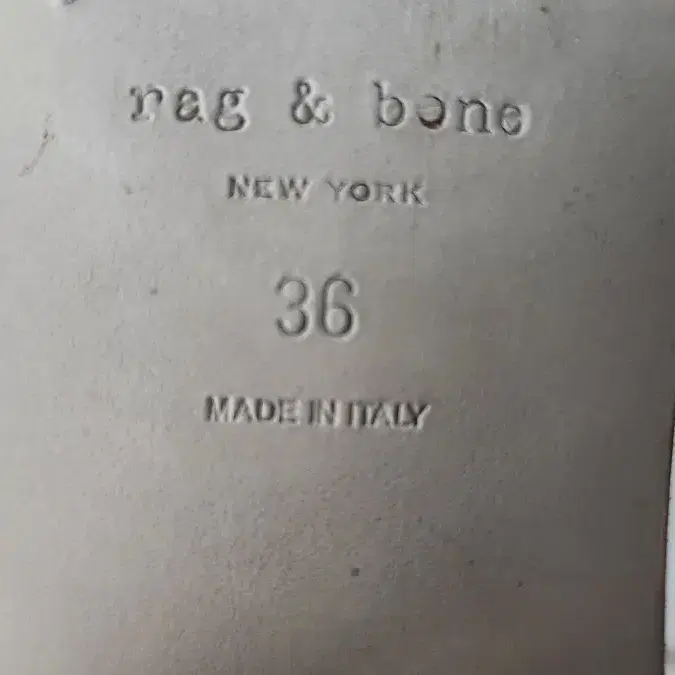 rag & bone
NEW YORK
36
MADE IN ITALY